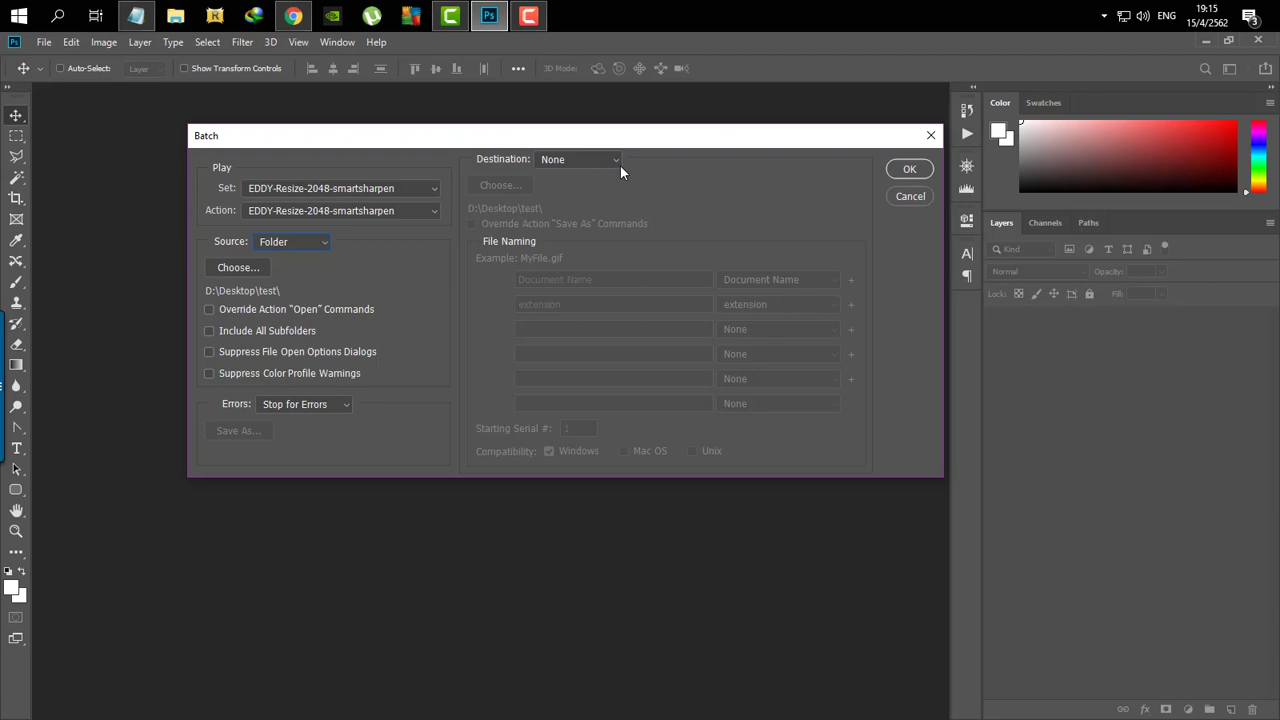 19:15
ENG
15/4/2562
3
Ps
File Edit Image Layer Type Select Filter 3D View Window Help
Auto-Select: Layer Show Transform Controls 3D Mode:
Batch
Play
Set: EDDY-Resize-2048-smartsharpen
Action: EDDY-Resize-2048-smartsharpen
Source: Folder
Choose...
D:\Desktop\test\
Override Action “Open” Commands
Include All Subfolders
Suppress File Open Options Dialogs
Suppress Color Profile Warnings
Errors: Stop for Errors
Save As...
Destination: None
Choose...
D:\Desktop\test\
Override Action “Save As” Commands
File Naming
Example: MyFile.gif
Document Name Document Name +
extension extension +
None +
None +
None +
None
Starting Serial #: 1
Compatibility: Windows Mac OS Unix
OK
Cancel
Color Swatches
Layers Channels Paths
Kind
Normal Opacity:
Lock: Fill: